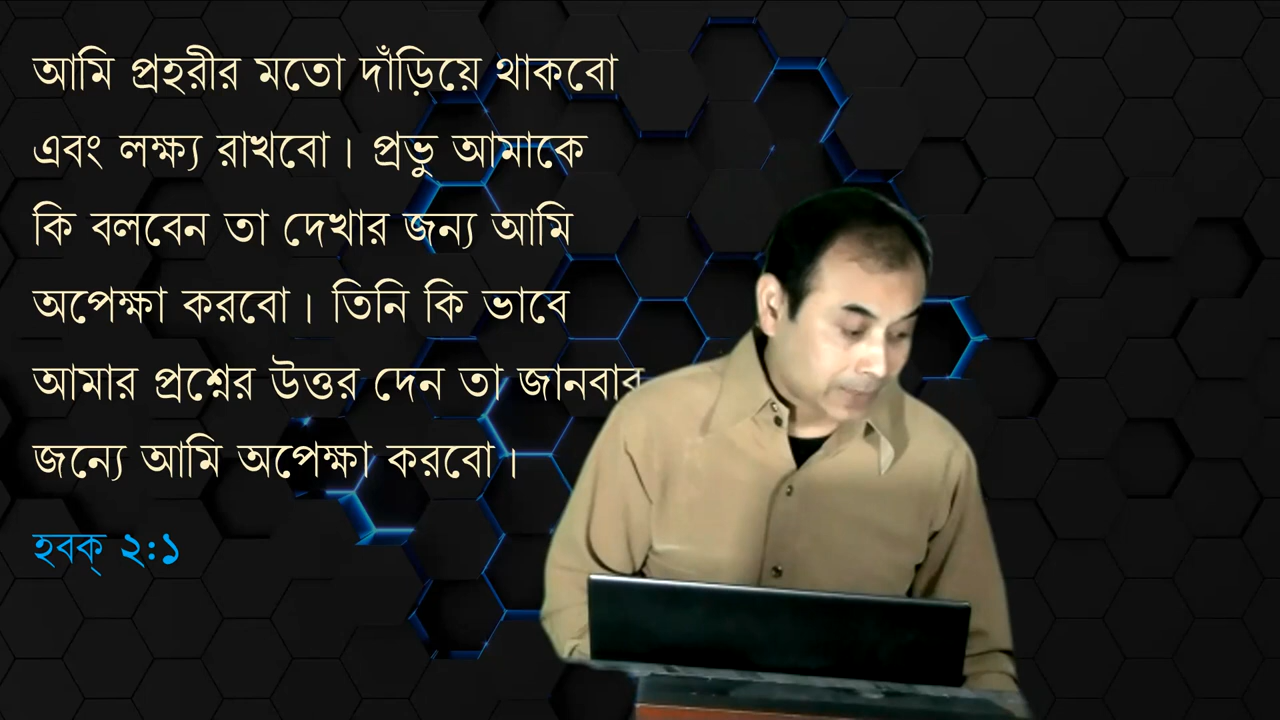 আমি প্রহরীর মতো দাঁড়িয়ে থাকবো
এবং লক্ষ্য রাখবো। প্রভু আমাকে
কি বলবেন তা দেখার জন্য আমি
অপেক্ষা করবো। তিনি কি ভাবে
আমার প্রশ্নের উত্তর দেন তা জানবার
জন্যে আমি অপেক্ষা করবো।
হবক্ ২:১